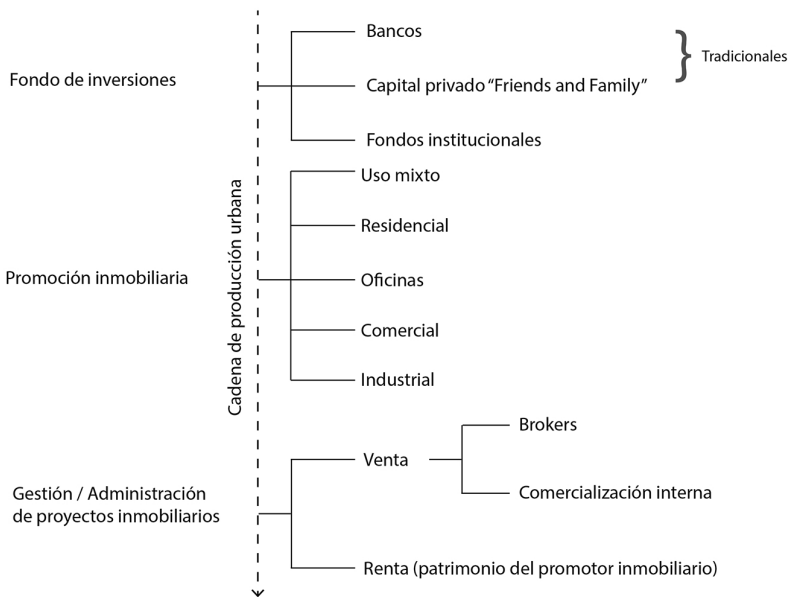 Fondo de inversiones
Bancos
Capital privado “Friends and Family”
Fondos institucionales
Tradicionales
Cadena de producción urbana
Promoción inmobiliaria
Uso mixto
Residencial
Oficinas
Comercial
Industrial
Gestión / Administración
de proyectos inmobiliarios
Venta
Brokers
Comercialización interna
Renta (patrimonio del promotor inmobiliario)